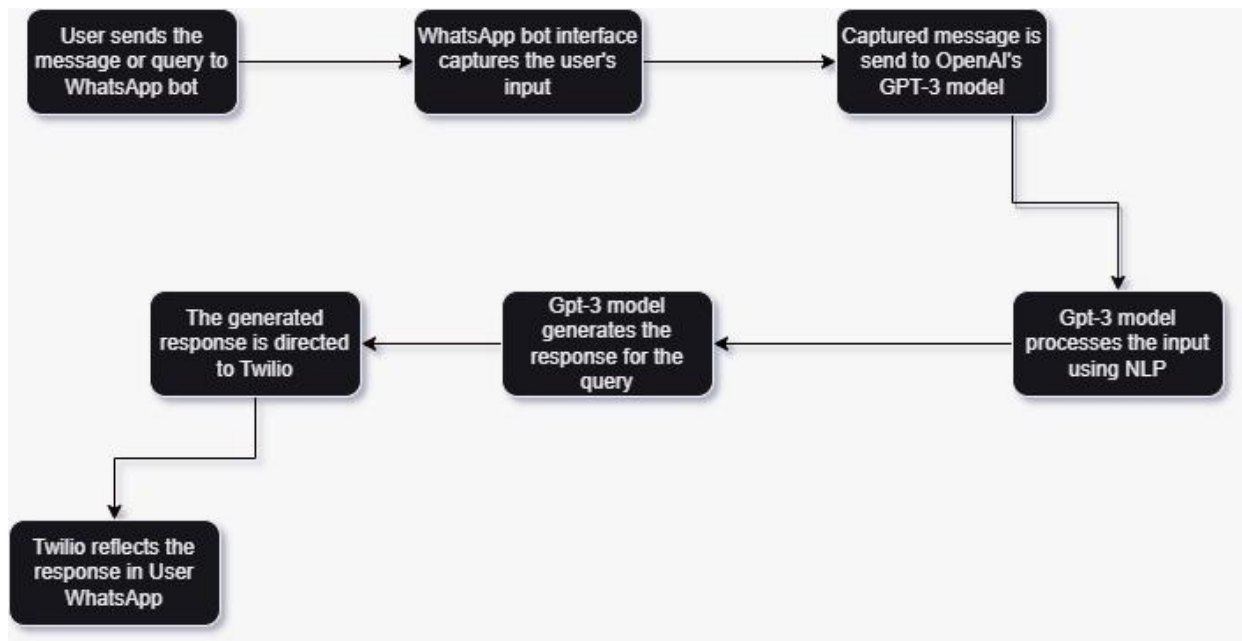 User sends the
message or query to
WhatsApp bot
WhatsApp bot interface
captures the user's
input
Captured message is
send to OpenAI's
GPT-3 model
Gpt-3 model
processes the input
using NLP
Gpt-3 model
generates the
response for the
query
The generated
response is directed
to Twilio
Twilio reflects the
response in User
WhatsApp